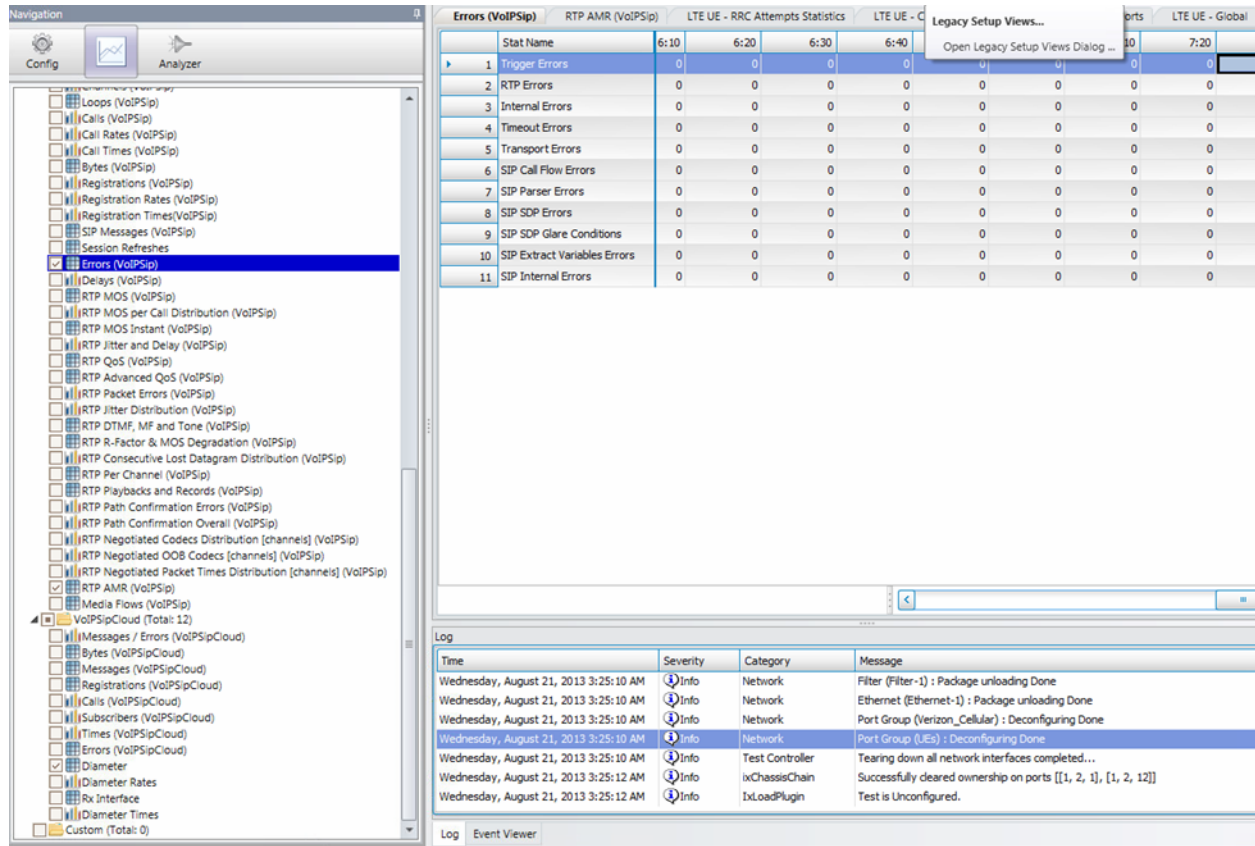 Navigation
Config
Analyzer
Loops (VoIPSip)
Calls (VoIPSip)
Call Rates (VoIPSip)
Call Times (VoIPSip)
Bytes (VoIPSip)
Registrations (VoIPSip)
Registration Rates (VoIPSip)
Registration Times(VoIPSip)
SIP Messages (VoIPSip)
Session Refreshes
Errors (VoIPSip)
Delays (VoIPSip)
RTP MOS (VoIPSip)
RTP MOS per Call Distribution (VoIPSip)
RTP MOS Instant (VoIPSip)
RTP Jitter and Delay (VoIPSip)
RTP QoS (VoIPSip)
RTP Advanced QoS (VoIPSip)
RTP Packet Errors (VoIPSip)
RTP Jitter Distribution (VoIPSip)
RTP DTMF, MF and Tone (VoIPSip)
RTP R-Factor & MOS Degradation (VoIPSip)
RTP Consecutive Lost Datagram Distribution (VoIPSip)
RTP Per Channel (VoIPSip)
RTP Playbacks and Records (VoIPSip)
RTP Path Confirmation Errors (VoIPSip)
RTP Path Confirmation Overall (VoIPSip)
RTP Negotiated Codecs Distribution [channels] (VoIPSip)
RTP Negotiated OOB Codecs [channels] (VoIPSip)
RTP Negotiated Packet Times Distribution [channels] (VoIPSip)
RTP AMR (VoIPSip)
Media Flows (VoIPSip)
VoIPSipCloud (Total: 12)
Messages / Errors (VoIPSipCloud)
Bytes (VoIPSipCloud)
Messages (VoIPSipCloud)
Registrations (VoIPSipCloud)
Calls (VoIPSipCloud)
Subscribers (VoIPSipCloud)
Times (VoIPSipCloud)
Errors (VoIPSipCloud)
Diameter
Diameter Rates
Rx Interface
Diameter Times
Custom (Total: 0)
Errors (VoIPSip) RTP AMR (VoIPSip) LTE UE - RRC Attempts Statistics LTE UE - C orts LTE UE - Global
Legacy Setup Views...
Open Legacy Setup Views Dialog ...
Stat Name 6:10 6:20 6:30 6:40 10 7:20
1 Trigger Errors 0 0 0 0 0 0 0 0
2 RTP Errors 0 0 0 0 0 0 0 0
3 Internal Errors 0 0 0 0 0 0 0 0
4 Timeout Errors 0 0 0 0 0 0 0 0
5 Transport Errors 0 0 0 0 0 0 0 0
6 SIP Call Flow Errors 0 0 0 0 0 0 0 0
7 SIP Parser Errors 0 0 0 0 0 0 0 0
8 SIP SDP Errors 0 0 0 0 0 0 0 0
9 SIP SDP Glare Conditions 0 0 0 0 0 0 0 0
10 SIP Extract Variables Errors 0 0 0 0 0 0 0 0
11 SIP Internal Errors 0 0 0 0 0 0 0 0
Log
Time Severity Category Message
Wednesday, August 21, 2013 3:25:10 AM Info Network Filter (Filter-1) : Package unloading Done
Wednesday, August 21, 2013 3:25:10 AM Info Network Ethernet (Ethernet-1) : Package unloading Done
Wednesday, August 21, 2013 3:25:10 AM Info Network Port Group (Verizon_Cellular) : Deconfiguring Done
Wednesday, August 21, 2013 3:25:10 AM Info Network Port Group (UEs) : Deconfiguring Done
Wednesday, August 21, 2013 3:25:10 AM Info Test Controller Tearing down all network interfaces completed...
Wednesday, August 21, 2013 3:25:12 AM Info ixChassisChain Successfully cleared ownership on ports [[1, 2, 1], [1, 2, 12]]
Wednesday, August 21, 2013 3:25:12 AM Info IxLoadPlugin Test is Unconfigured.
Log Event Viewer